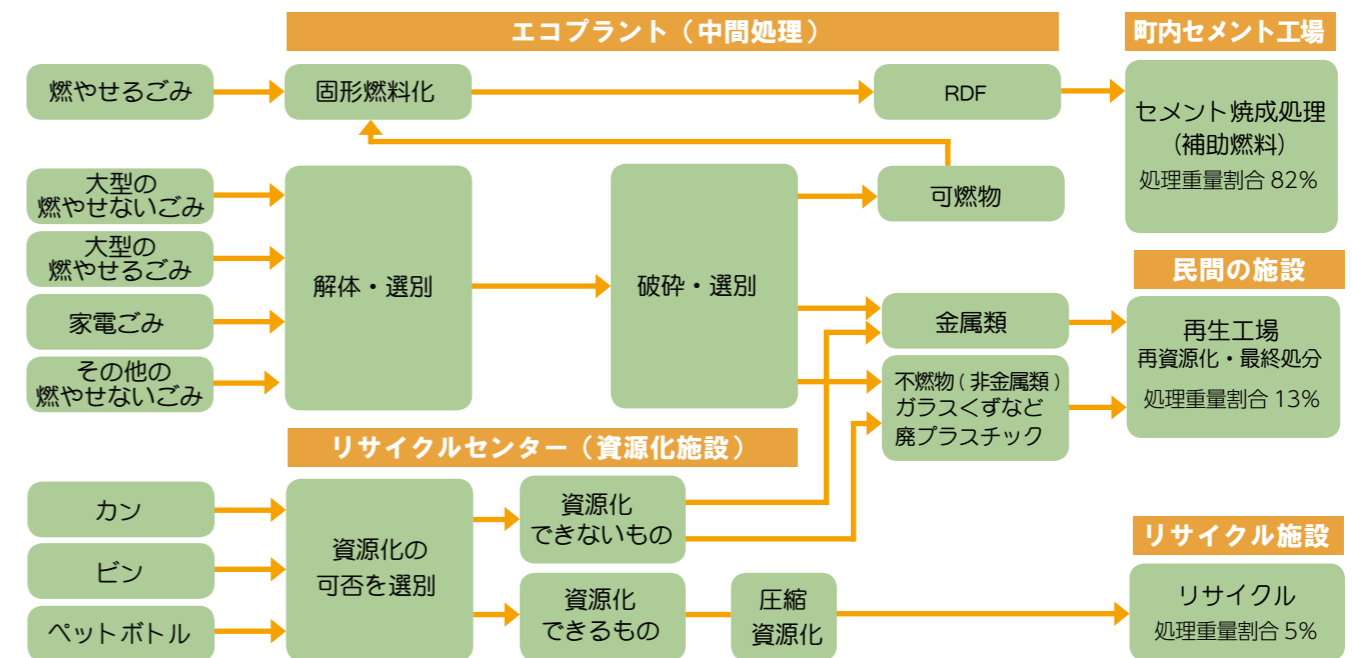 エコプラント（中間処理）
町内セメント工場
燃やせるごみ
固形燃料化
RDF
セメント焼成処理
（補助燃料）
処理重量割合 82%
大型の
燃やせないごみ
大型の
燃やせるごみ
家電ごみ
その他の
燃やせないごみ
解体・選別
破砕・選別
可燃物
金属類
不燃物 ( 非金属類 )
ガラスくずなど
廃プラスチック
民間の施設
再生工場
再資源化・最終処分
処理重量割合 13%
リサイクルセンター（資源化施設）
カン
ビン
ペットボトル
資源化の
可否を選別
資源化
できないもの
資源化
できるもの
圧縮
資源化
リサイクル施設
リサイクル
処理重量割合 5%